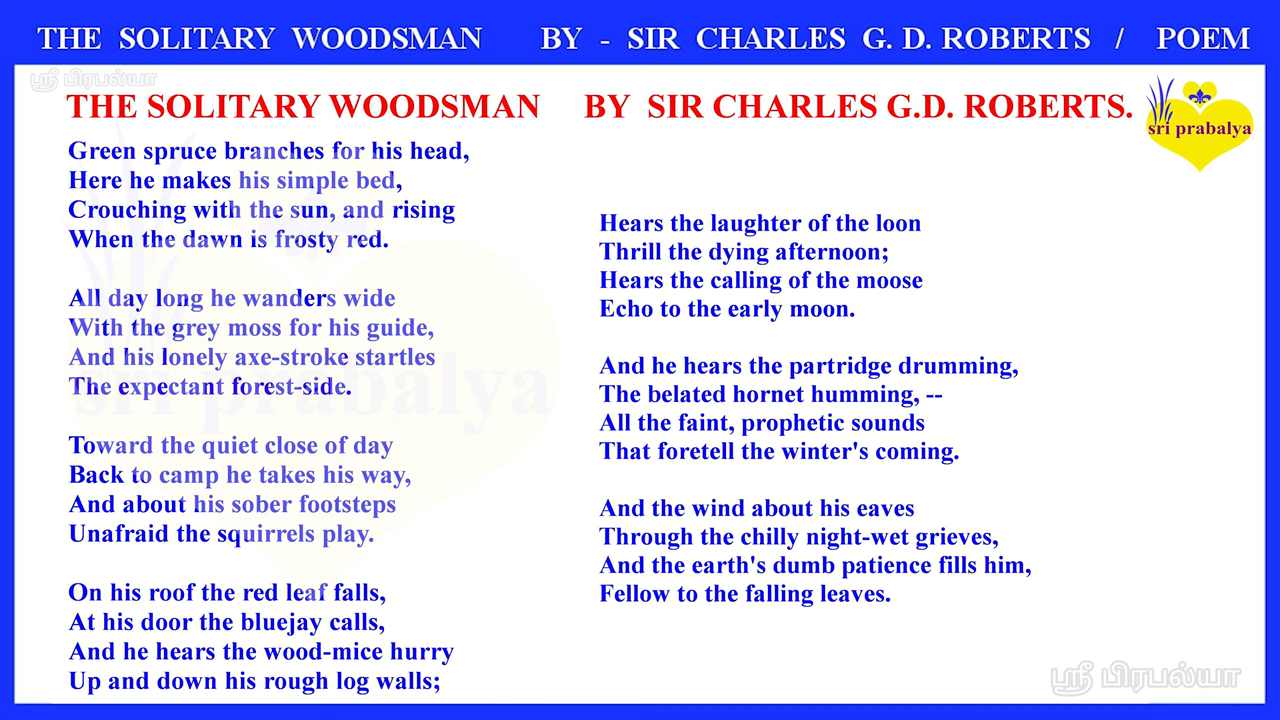 THE SOLITARY WOODSMAN BY - SIR CHARLES G. D. ROBERTS / POEM
ஸ்ரீ பிரபல்யா
THE SOLITARY WOODSMAN BY SIR CHARLES G.D. ROBERTS.
sri prabalya
Green spruce branches for his head,
Here he makes his simple bed,
Crouching with the sun, and rising
When the dawn is frosty red.
All day long he wanders wide
With the grey moss for his guide,
And his lonely axe-stroke startles
The expectant forest-side.
sri prabalya
Toward the quiet close of day
Back to camp he takes his way,
And about his sober footsteps
Unafraid the squirrels play.
On his roof the red leaf falls,
At his door the bluejay calls,
And he hears the wood-mice hurry
Up and down his rough log walls;
Hears the laughter of the loon
Thrill the dying afternoon;
Hears the calling of the moose
Echo to the early moon.
And he hears the partridge drumming,
The belated hornet humming, --
All the faint, prophetic sounds
That foretell the winter's coming.
And the wind about his eaves
Through the chilly night-wet grieves,
And the earth's dumb patience fills him,
Fellow to the falling leaves.
ஸ்ரீ பிரபல்யா